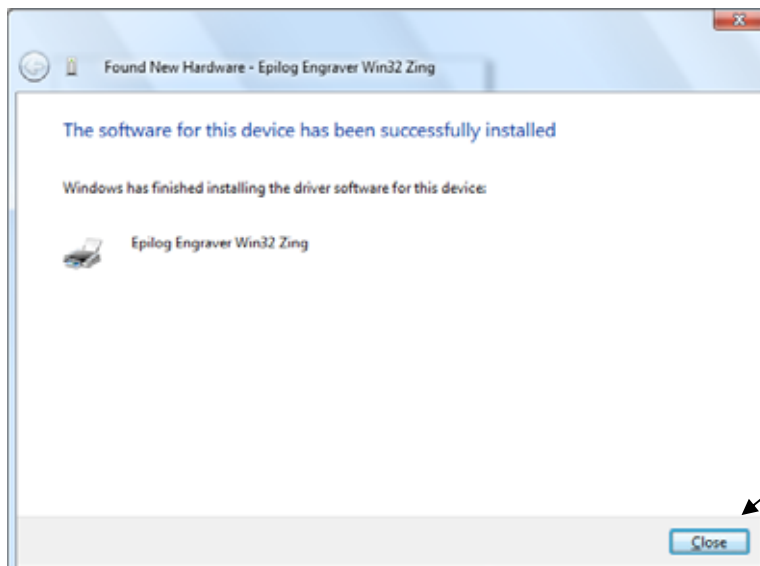 Found New Hardware - Epilog Engraver Win32 Zing
The software for this device has been successfully installed
Windows has finished installing the driver software for this device:
Epilog Engraver Win32 Zing
Close